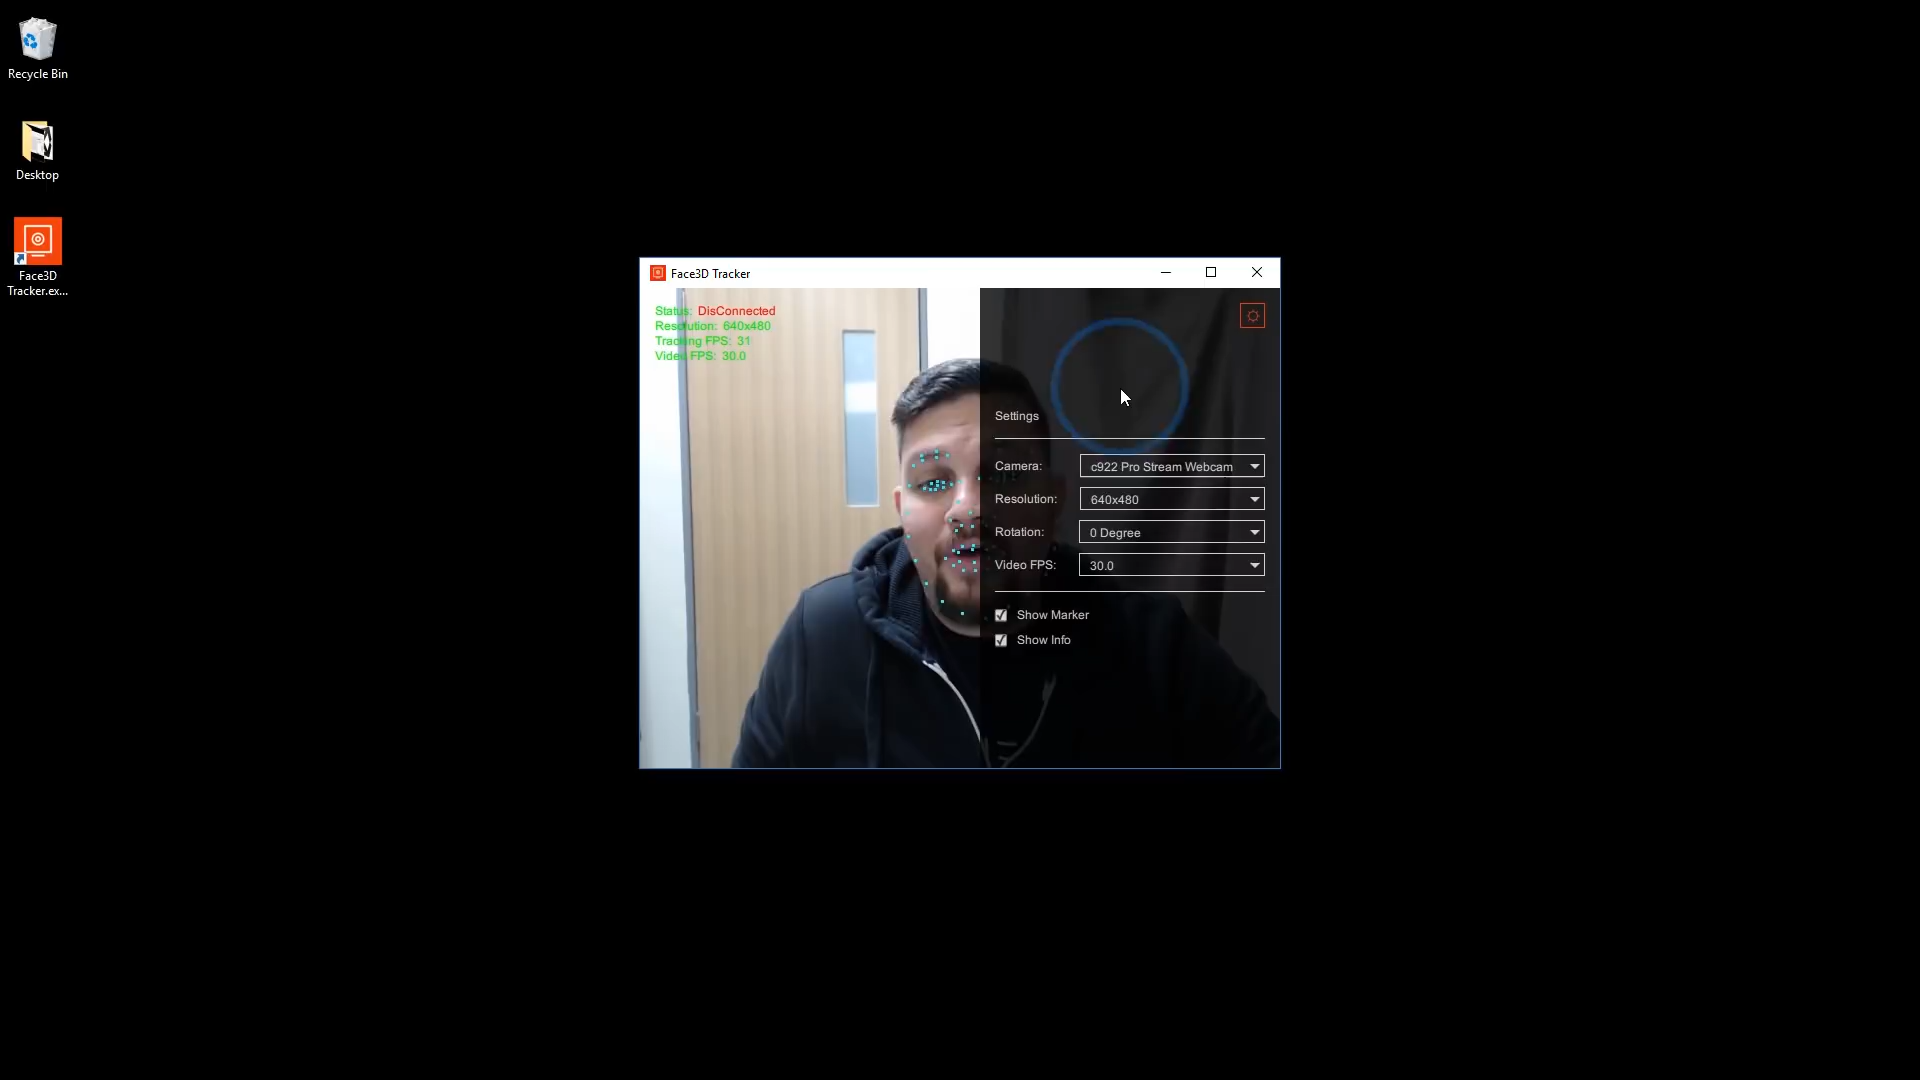 Recycle Bin
Desktop
Face3D
Tracker.ex...
Face3D Tracker
Status: DisConnected
Resolution: 640x480
Tracking FPS: 31
Video FPS: 30.0
Settings
Camera: c922 Pro Stream Webcam
Resolution: 640x480
Rotation: 0 Degree
Video FPS: 30.0
Show Marker
Show Info